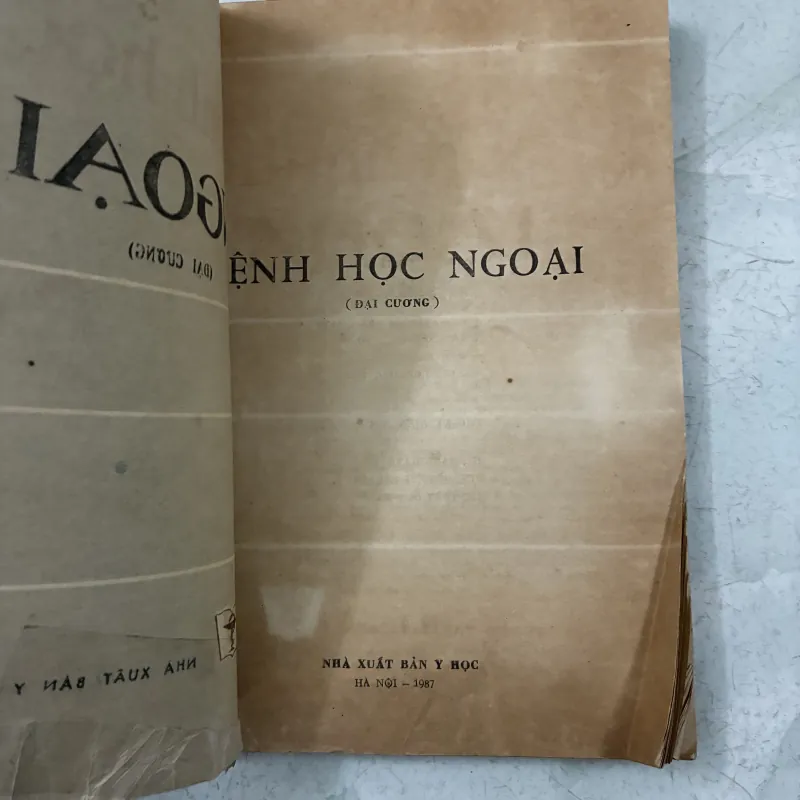 NGOẠI
(ĐẠI CƯƠNG)
NHÀ XUẤT BẢN Y
ỆNH HỌC NGOẠI
(ĐẠI CƯƠNG)
NHÀ XUẤT BẢN Y HỌC
HÀ NỘI – 1987